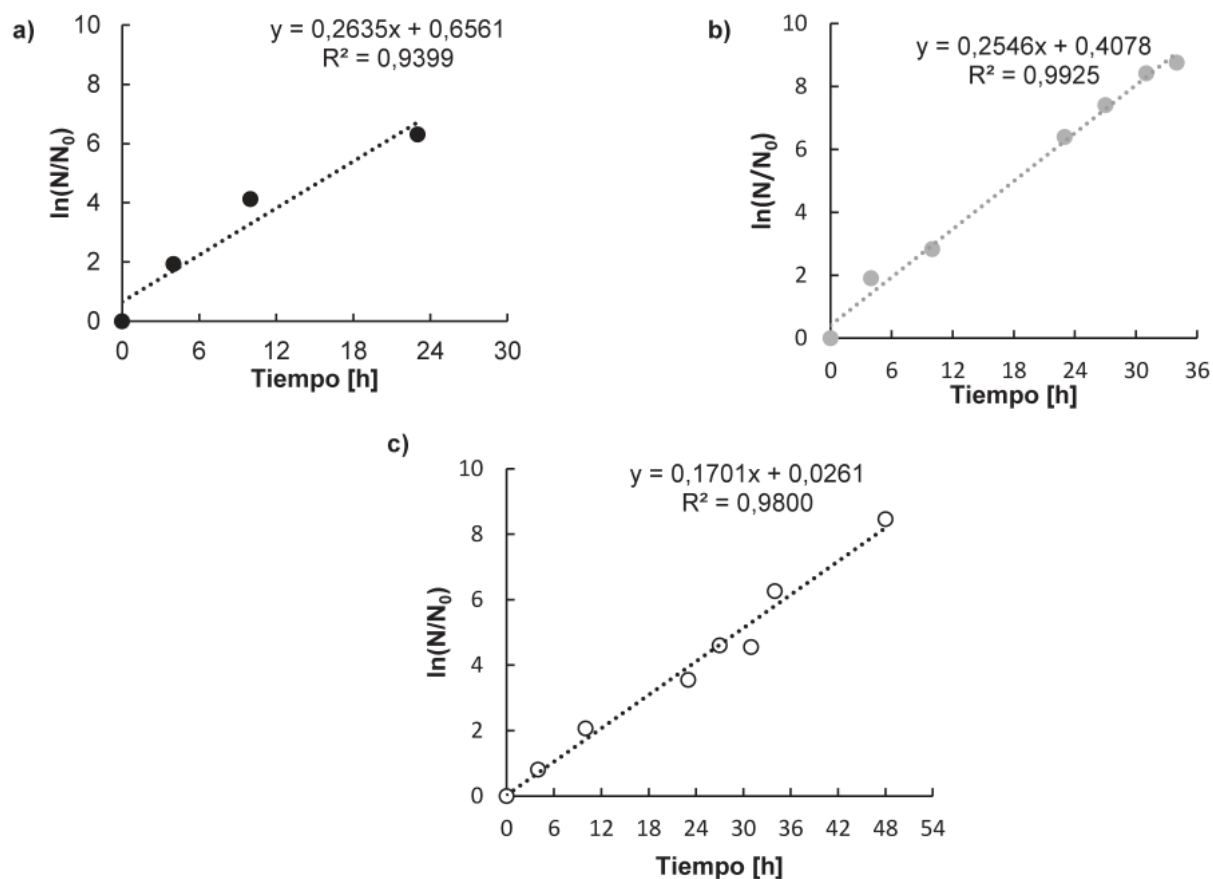 a)
y = 0,2635x + 0,6561
R² = 0,9399
ln(N/N₀)
10
8
6
4
2
0
0 6 12 18 24 30
Tiempo [h]
b)
y = 0,2546x + 0,4078
R² = 0,9925
ln(N/N₀)
10
8
6
4
2
0
0 6 12 18 24 30 36
Tiempo [h]
c)
y = 0,1701x + 0,0261
R² = 0,9800
ln(N/N₀)
10
8
6
4
2
0
0 6 12 18 24 30 36 42 48 54
Tiempo [h]